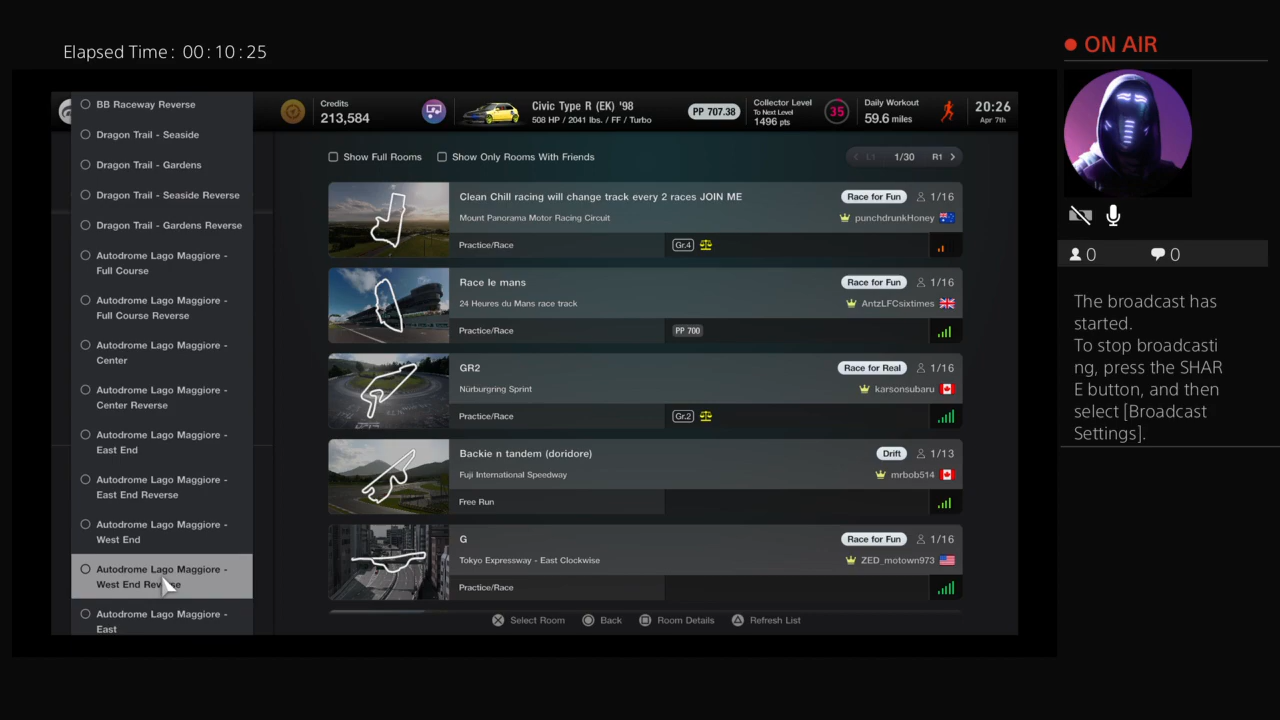 Elapsed Time: 00:10:25
ON AIR
Credits
213,584
Civic Type R (EK) '98
508 HP / 2041 lbs. / FF / Turbo
PP 707.38
Collector Level
To Next Level
1496 pts
35
Daily Workout
59.6 miles
20:26
Apr 7th
BB Raceway Reverse
Dragon Trail - Seaside
Dragon Trail - Gardens
Dragon Trail - Seaside Reverse
Dragon Trail - Gardens Reverse
Autodrome Lago Maggiore -
Full Course
Autodrome Lago Maggiore -
Full Course Reverse
Autodrome Lago Maggiore -
Center
Autodrome Lago Maggiore -
Center Reverse
Autodrome Lago Maggiore -
East End
Autodrome Lago Maggiore -
East End Reverse
Autodrome Lago Maggiore -
West End
Autodrome Lago Maggiore -
West End Reverse
Autodrome Lago Maggiore -
East
Show Full Rooms
Show Only Rooms With Friends
L1
1/30
R1
Clean Chill racing will change track every 2 races JOIN ME
Race for Fun
1/16
Mount Panorama Motor Racing Circuit
punchdrunkHoney
Practice/Race
Gr.4
Race le mans
Race for Fun
1/16
24 Heures du Mans race track
AntzLFCsixtimes
Practice/Race
PP 700
GR2
Race for Real
1/16
Nürburgring Sprint
karsonsubaru
Practice/Race
Gr.2
Backie n tandem (doridore)
Drift
1/13
Fuji International Speedway
mrbob514
Free Run
G
Race for Fun
1/16
Tokyo Expressway - East Clockwise
ZED_motown973
Practice/Race
Select Room
Back
Room Details
Refresh List
0
0
The broadcast has
started.
To stop broadcasti
ng, press the SHAR
E button, and then
select [Broadcast
Settings].